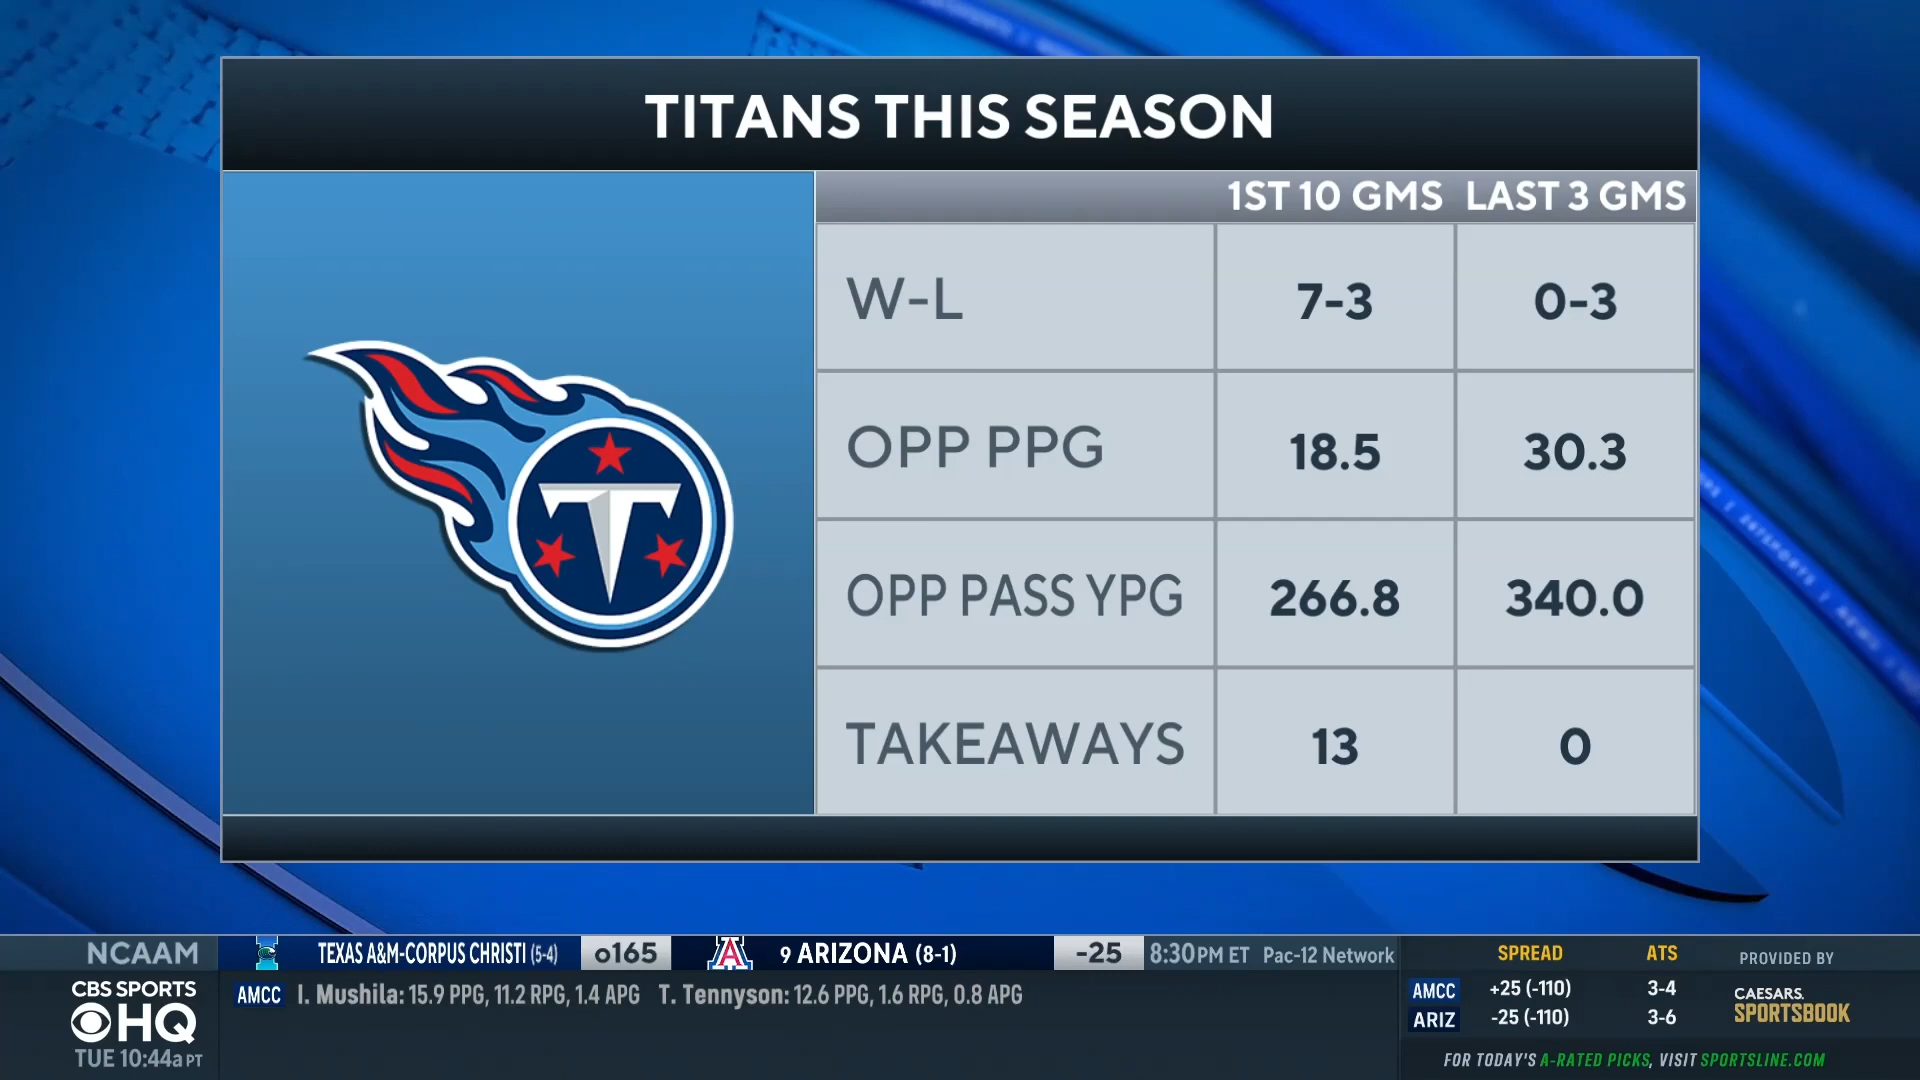 TITANS THIS SEASON
1ST 10 GMS LAST 3 GMS
W-L 7-3 0-3
OPP PPG 18.5 30.3
OPP PASS YPG 266.8 340.0
TAKEAWAYS 13 0
NCAAM TEXAS A&M-CORPUS CHRISTI (5-4) o165 A 9 ARIZONA (8-1) -25 8:30PM ET Pac-12 Network
CBS SPORTS
HQ
TUE 10:44a PT
AMCC I. Mushila: 15.9 PPG, 11.2 RPG, 1.4 APG T. Tennyson: 12.6 PPG, 1.6 RPG, 0.8 APG
SPREAD ATS
AMCC +25 (-110) 3-4
ARIZ -25 (-110) 3-6
PROVIDED BY
CAESARS
SPORTSBOOK
FOR TODAY'S A-RATED PICKS, VISIT SPORTSLINE.COM